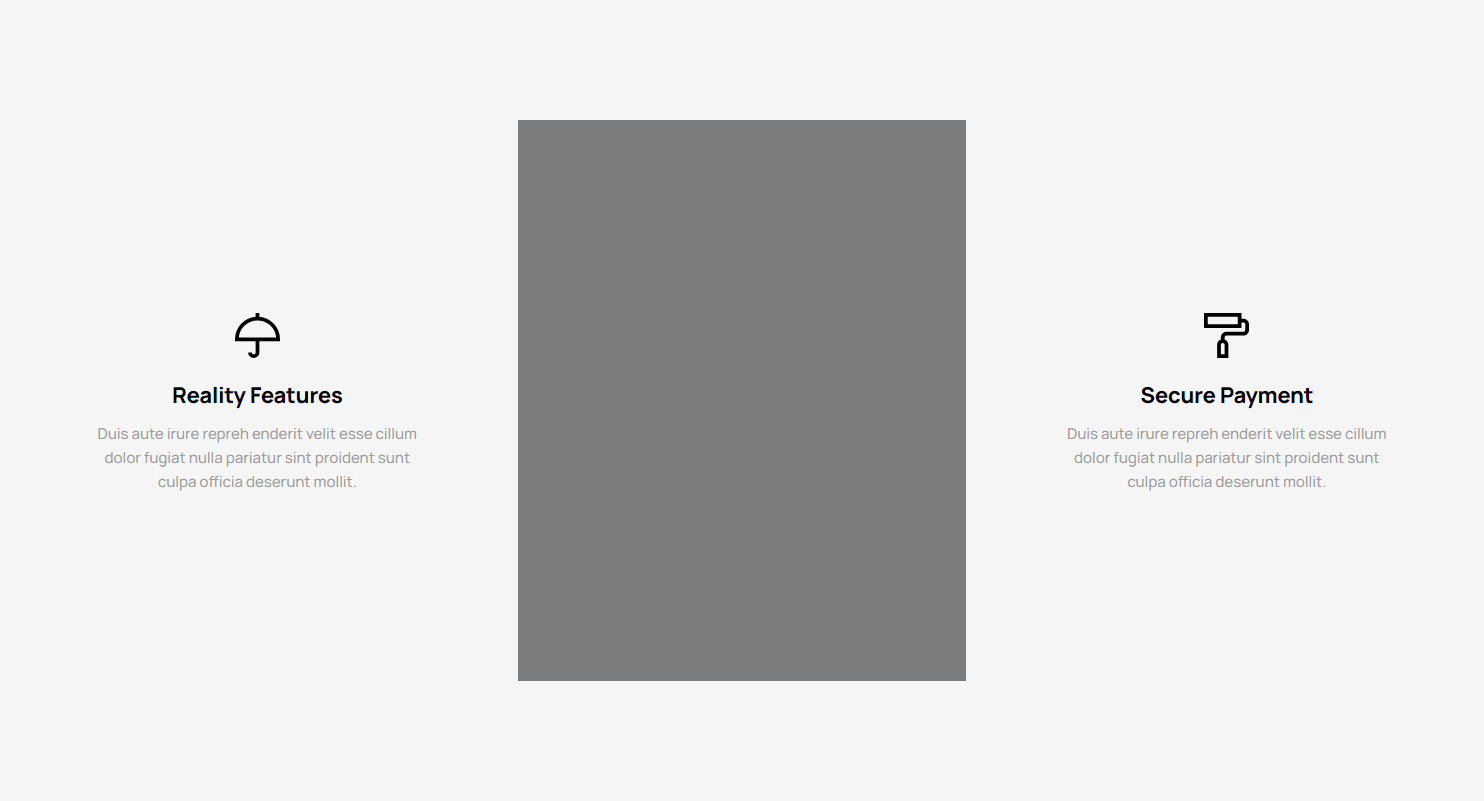 Reality Features
Duis aute irure repreh enderit velit esse cillum
dolor fugiat nulla pariatur sint proident sunt
culpa officia deserunt mollit.
Secure Payment
Duis aute irure repreh enderit velit esse cillum
dolor fugiat nulla pariatur sint proident sunt
culpa officia deserunt mollit.